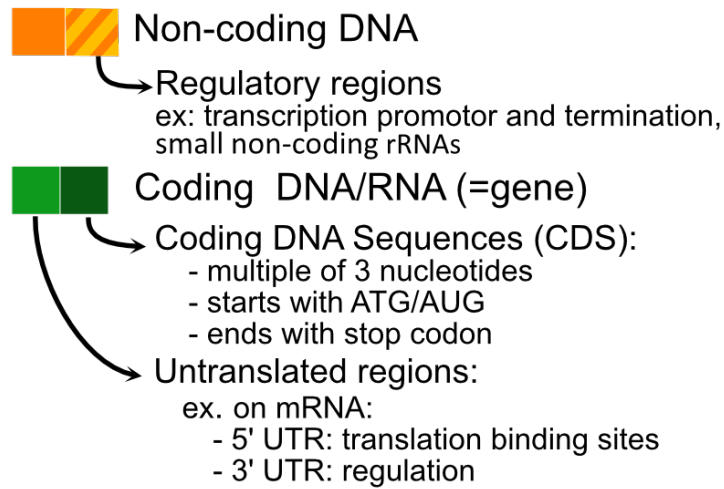 Non-coding DNA
Regulatory regions
ex: transcription promotor and termination,
small non-coding rRNAs
Coding DNA/RNA (=gene)
Coding DNA Sequences (CDS):
- multiple of 3 nucleotides
- starts with ATG/AUG
- ends with stop codon
Untranslated regions:
ex. on mRNA:
- 5' UTR: translation binding sites
- 3' UTR: regulation